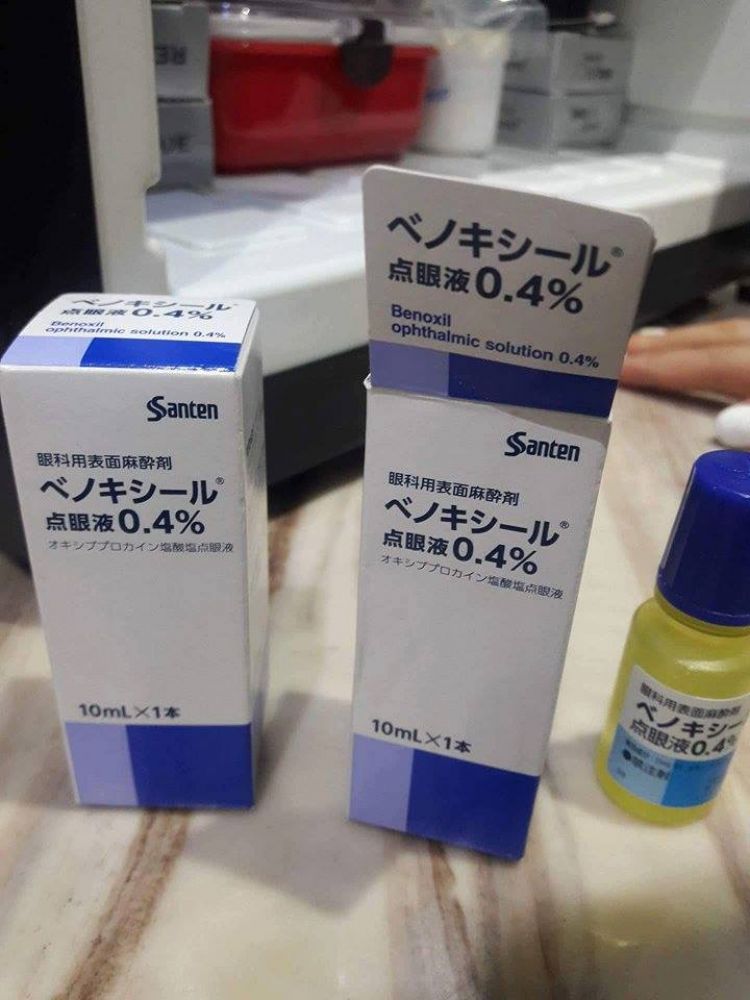 ベノキシール
点眼液0.4%
Benoxil
ophthalmic solution 0.4%
Santen
眼科用表面麻酔剤
ベノキシール®
点眼液0.4%
オキシブプロカイン塩酸塩点眼液
10mL×1本
ベノキシール®
点眼液0.4%
Benoxil
ophthalmic solution 0.4%
Santen
眼科用表面麻酔剤
ベノキシール®
点眼液0.4%
オキシブプロカイン塩酸塩点眼液
10mL×1本
眼科用表面麻酔剤
ベノキシー
点眼液0.4%
禁注射